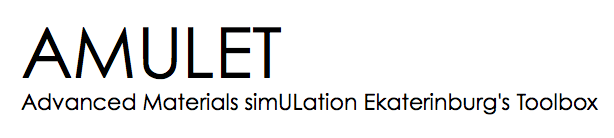 AMULET
Advanced Materials simULation Ekaterinburg's Toolbox